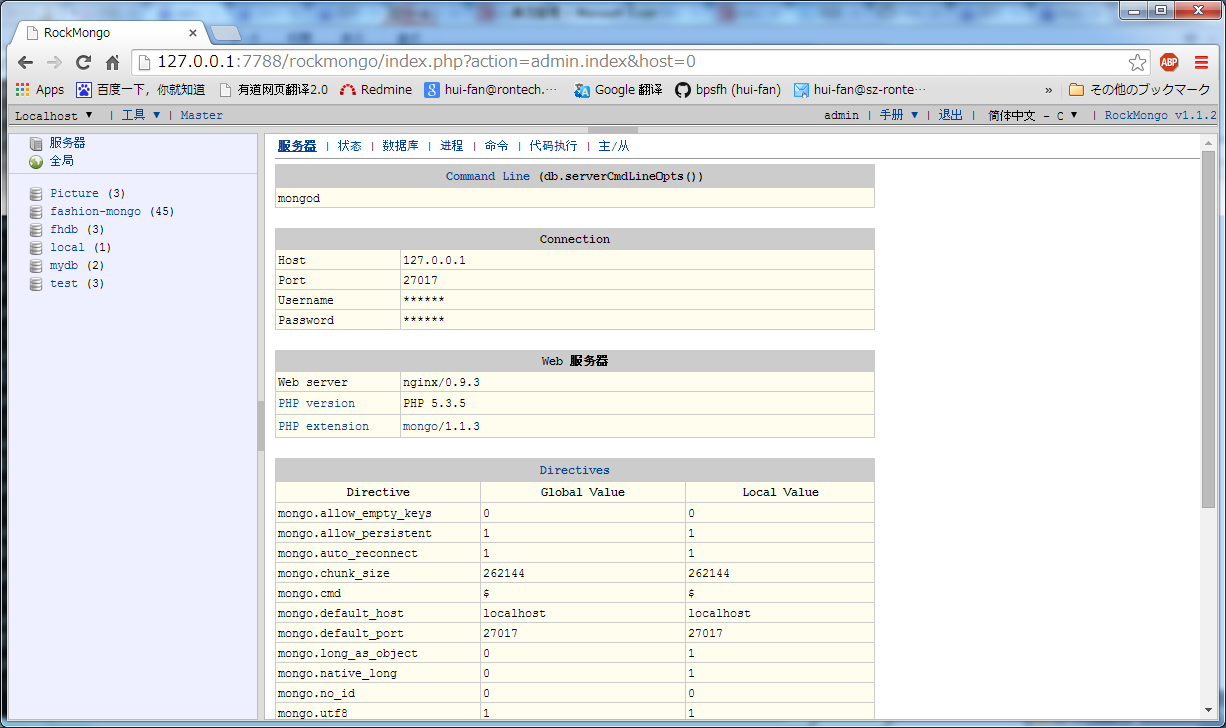 RockMongo
127.0.0.1:7788/rockmongo/index.php?action=admin.index&host=0
ABP
Apps 百度一下，你就知道 有道网页翻译2.0 Redmine hui-fan@rontech.… Google 翻译 bpsfh (hui-fan) hui-fan@sz-ronte… » その他のブックマーク
Localhost ▼ | 工具 ▼ | Master admin | 手册 ▼ | 退出 | 简体中文 - C ▼ | RockMongo v1.1.2
服务器
全局
Picture (3)
fashion-mongo (45)
fhdb (3)
local (1)
mydb (2)
test (3)
服务器 | 状态 | 数据库 | 进程 | 命令 | 代码执行 | 主/从
Command Line (db.serverCmdLineOpts())
mongod
Connection
Host 127.0.0.1
Port 27017
Username ******
Password ******
Web 服务器
Web server nginx/0.9.3
PHP version PHP 5.3.5
PHP extension mongo/1.1.3
Directives
Directive Global Value Local Value
mongo.allow_empty_keys 0 0
mongo.allow_persistent 1 1
mongo.auto_reconnect 1 1
mongo.chunk_size 262144 262144
mongo.cmd $ $
mongo.default_host localhost localhost
mongo.default_port 27017 27017
mongo.long_as_object 0 1
mongo.native_long 0 1
mongo.no_id 0 0
mongo.utf8 1 1